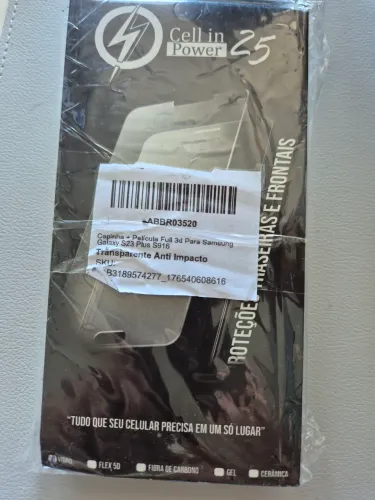 Cell in
Power
25
ABBR03520
Capinha + Película Full 3d Para Samsung
Galaxy S23 Plus S916
Transparente Anti Impacto
SKU:
B3189574277_176540608616
PROTEÇÕES TRASEIRAS E FRONTAIS
"TUDO QUE SEU CELULAR PRECISA EM UM SÓ LUGAR"
VIDRO
FLEX 5D
FIBRA DE CARBONO
GEL
CERÂMICA